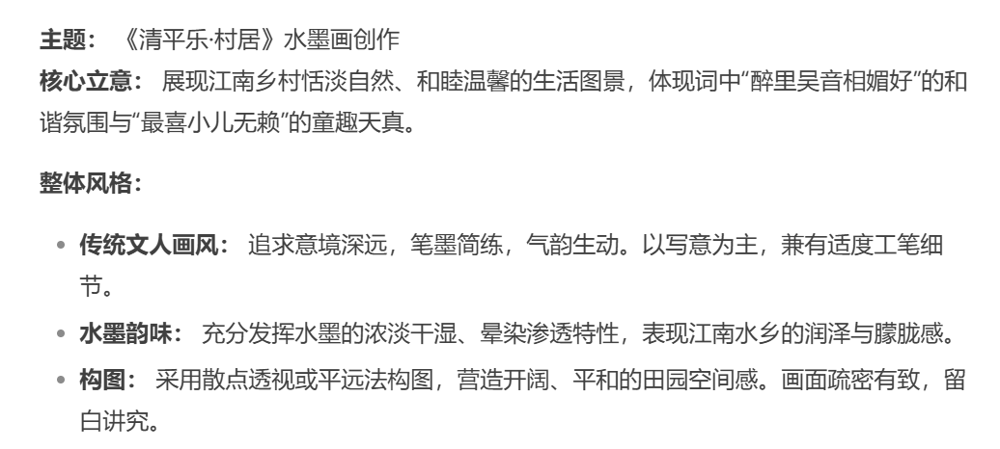 主题： 《清平乐·村居》水墨画创作
核心立意： 展现江南乡村恬淡自然、和睦温馨的生活图景，体现词中“醉里吴音相媚好”的和
谐氛围与“最喜小儿无赖”的童趣天真。
整体风格：
• 传统文人画风： 追求意境深远，笔墨简练，气韵生动。以写意为主，兼有适度工笔细
节。
• 水墨韵味： 充分发挥水墨的浓淡干湿、晕染渗透特性，表现江南水乡的润泽与朦胧感。
• 构图： 采用散点透视或平远法构图，营造开阔、平和的田园空间感。画面疏密有致，留
白讲究。